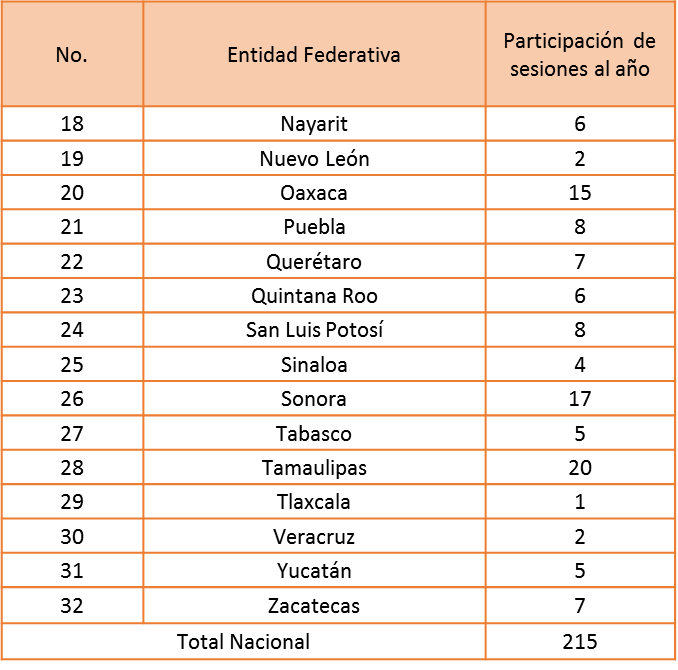 No. Entidad Federativa Participación de sesiones al año
18 Nayarit 6
19 Nuevo León 2
20 Oaxaca 15
21 Puebla 8
22 Querétaro 7
23 Quintana Roo 6
24 San Luis Potosí 8
25 Sinaloa 4
26 Sonora 17
27 Tabasco 5
28 Tamaulipas 20
29 Tlaxcala 1
30 Veracruz 2
31 Yucatán 5
32 Zacatecas 7
Total Nacional 215